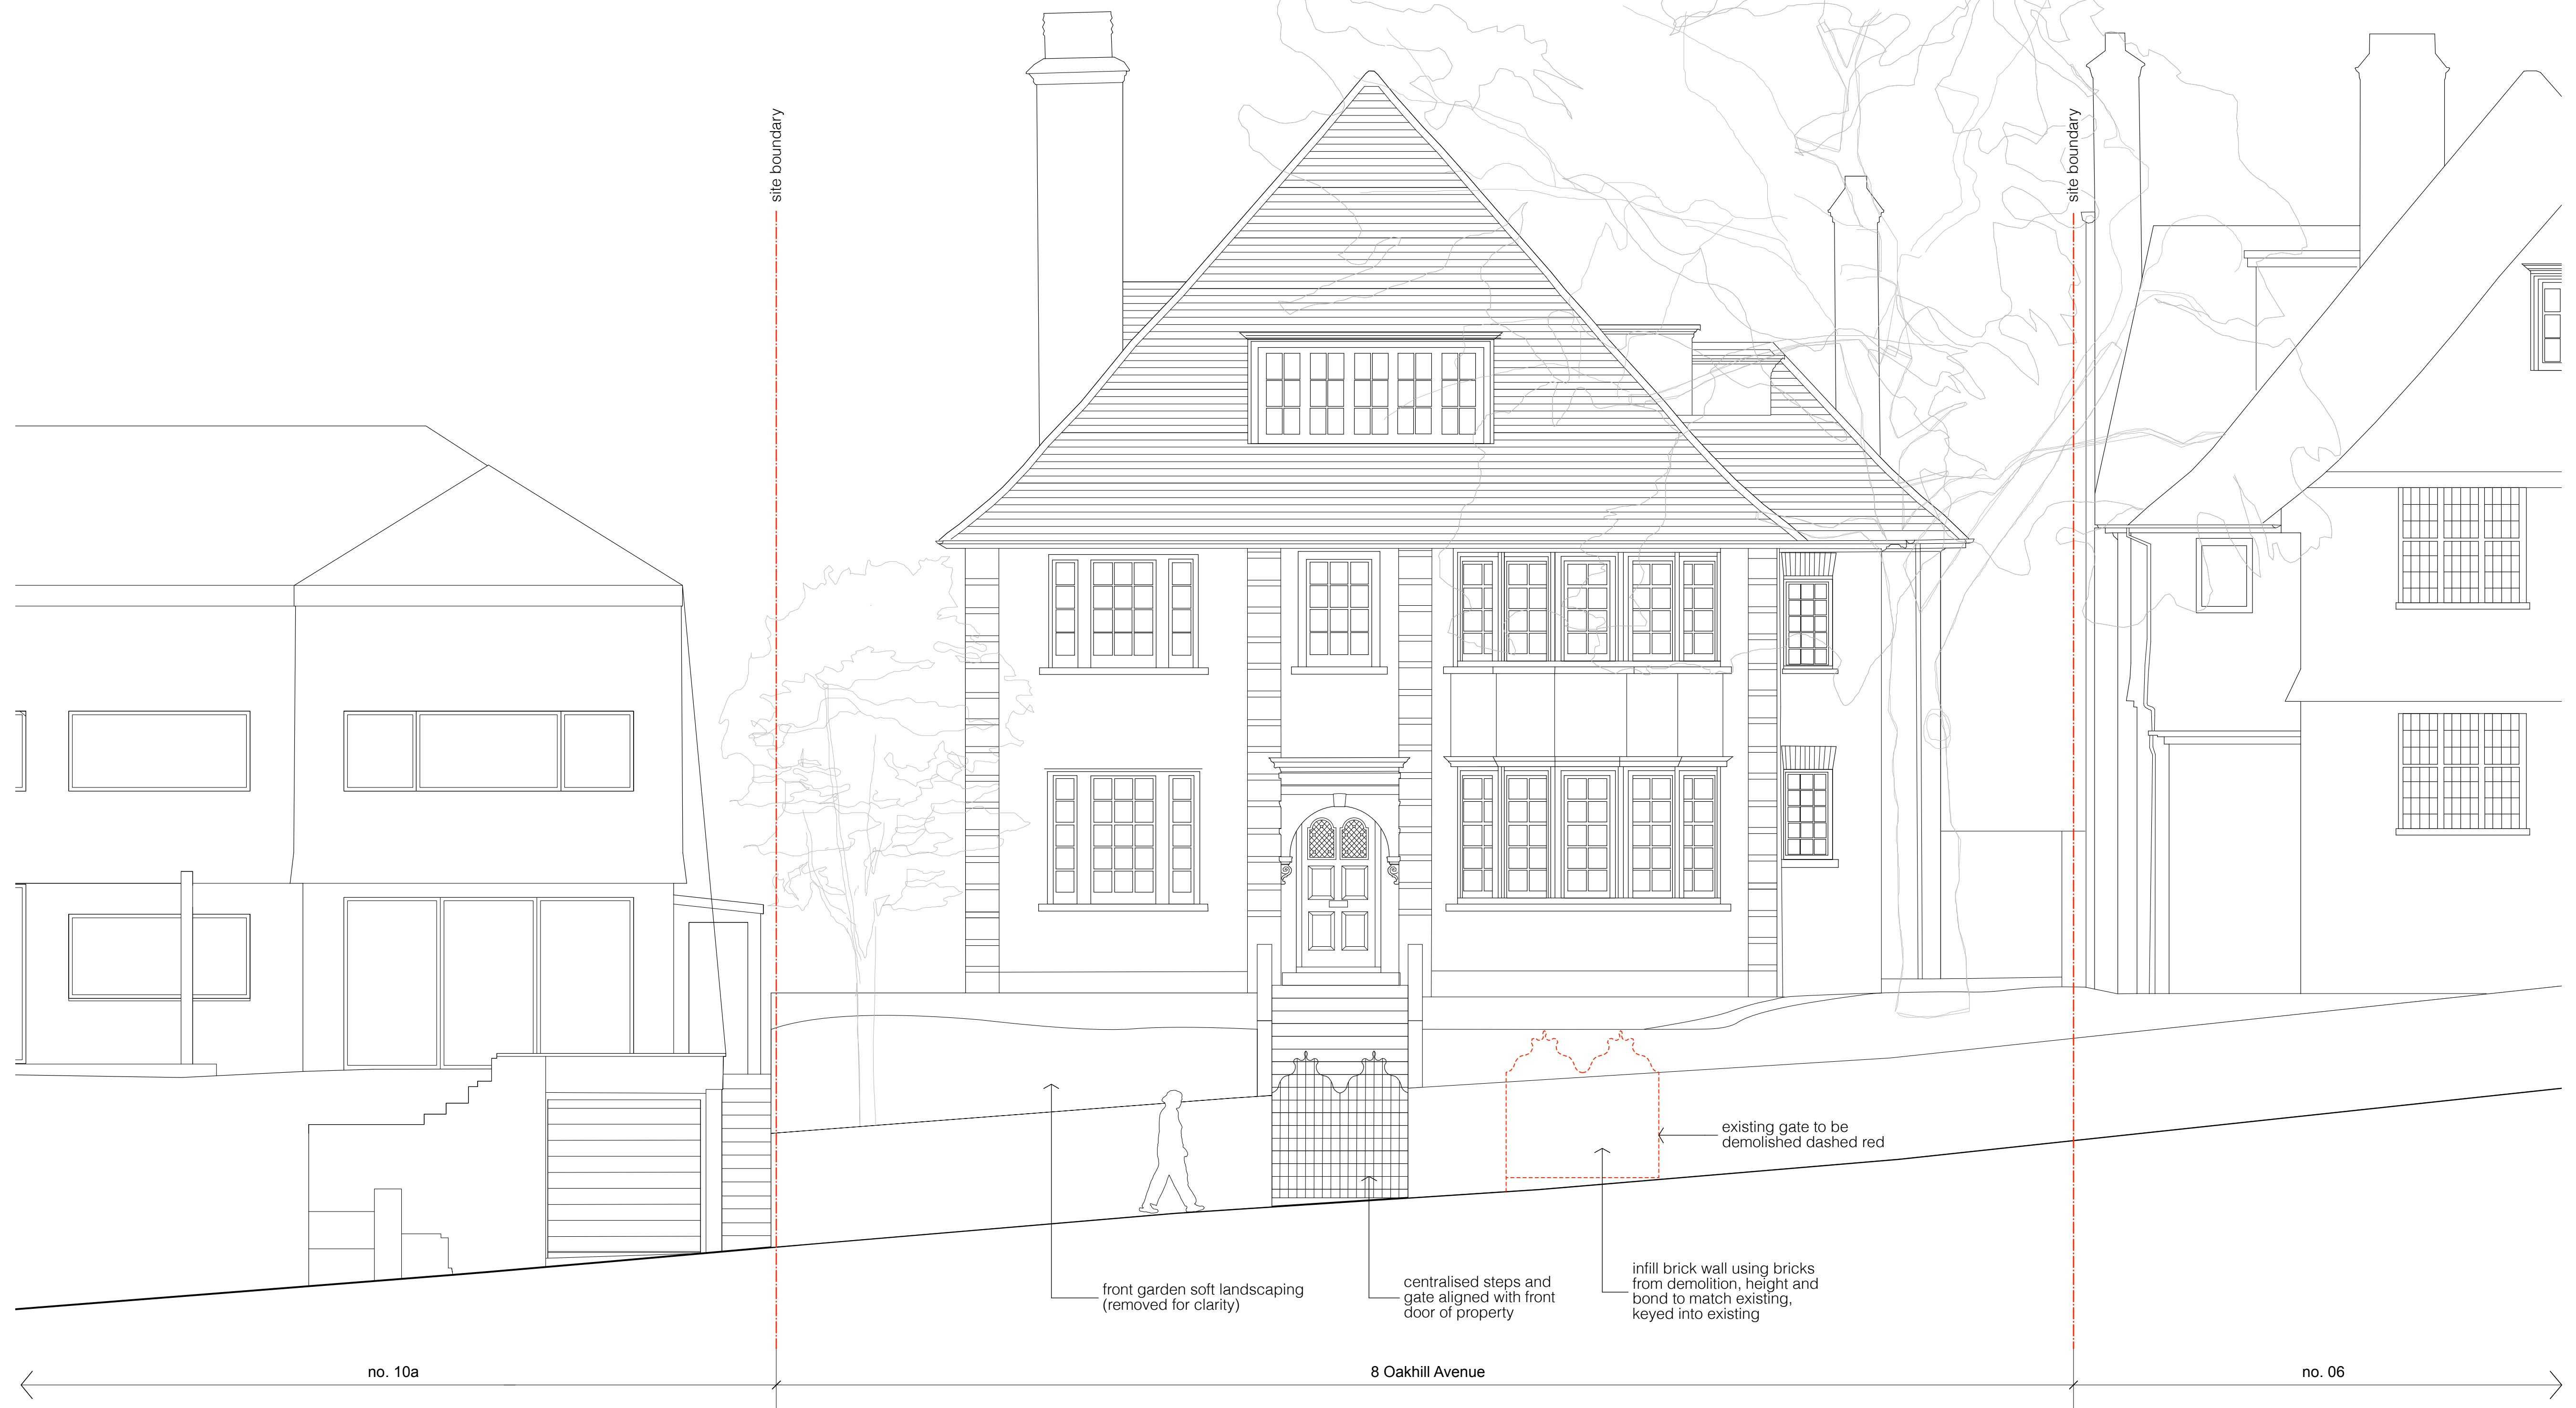 site boundary
site boundary
existing gate to be
demolished dashed red
front garden soft landscaping
(removed for clarity)
centralised steps and
gate aligned with front
door of property
infill brick wall using bricks
from demolition, height and
bond to match existing,
keyed into existing
no. 10a
8 Oakhill Avenue
no. 06